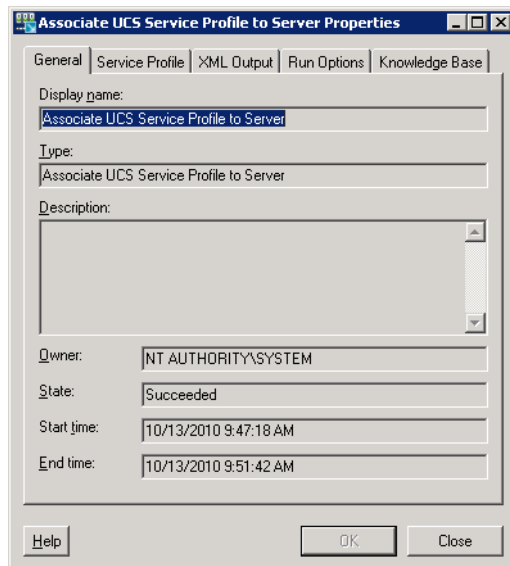 Associate UCS Service Profile to Server Properties
General Service Profile XML Output Run Options Knowledge Base
Display name:
Associate UCS Service Profile to Server
Type:
Associate UCS Service Profile to Server
Description:
Owner: NT AUTHORITY\SYSTEM
State: Succeeded
Start time: 10/13/2010 9:47:18 AM
End time: 10/13/2010 9:51:42 AM
Help OK Close